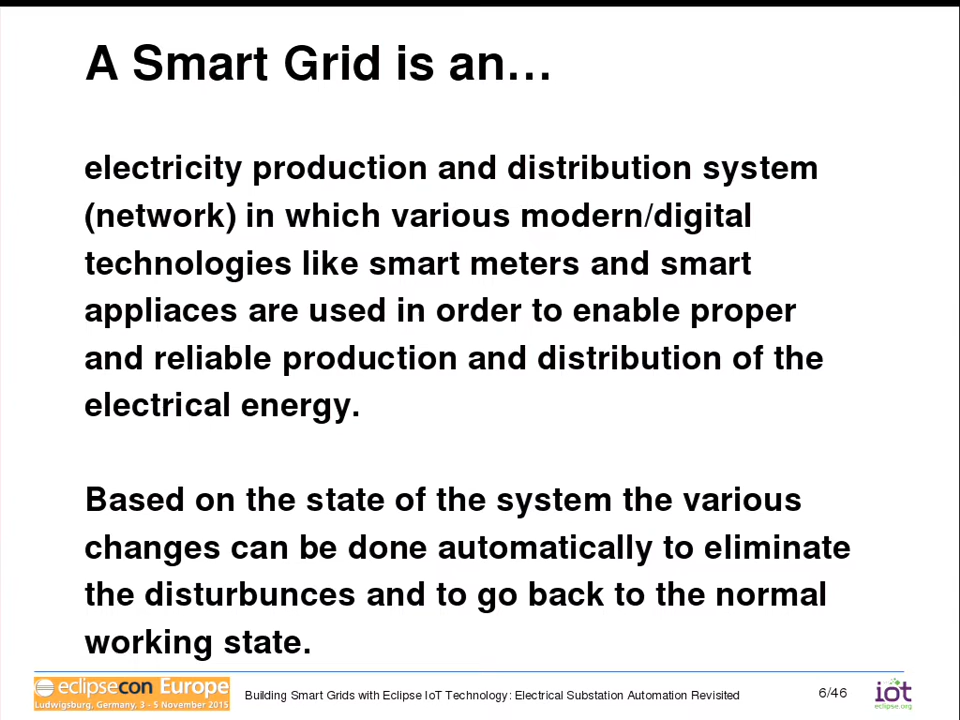 A Smart Grid is an…
electricity production and distribution system
(network) in which various modern/digital
technologies like smart meters and smart
appliaces are used in order to enable proper
and reliable production and distribution of the
electrical energy.
Based on the state of the system the various
changes can be done automatically to eliminate
the disturbunces and to go back to the normal
working state.
eclipsecon Europe
Ludwigsburg, Germany, 3 - 5 November 2015
Building Smart Grids with Eclipse IoT Technology: Electrical Substation Automation Revisited
6/46
iot
eclipse.org